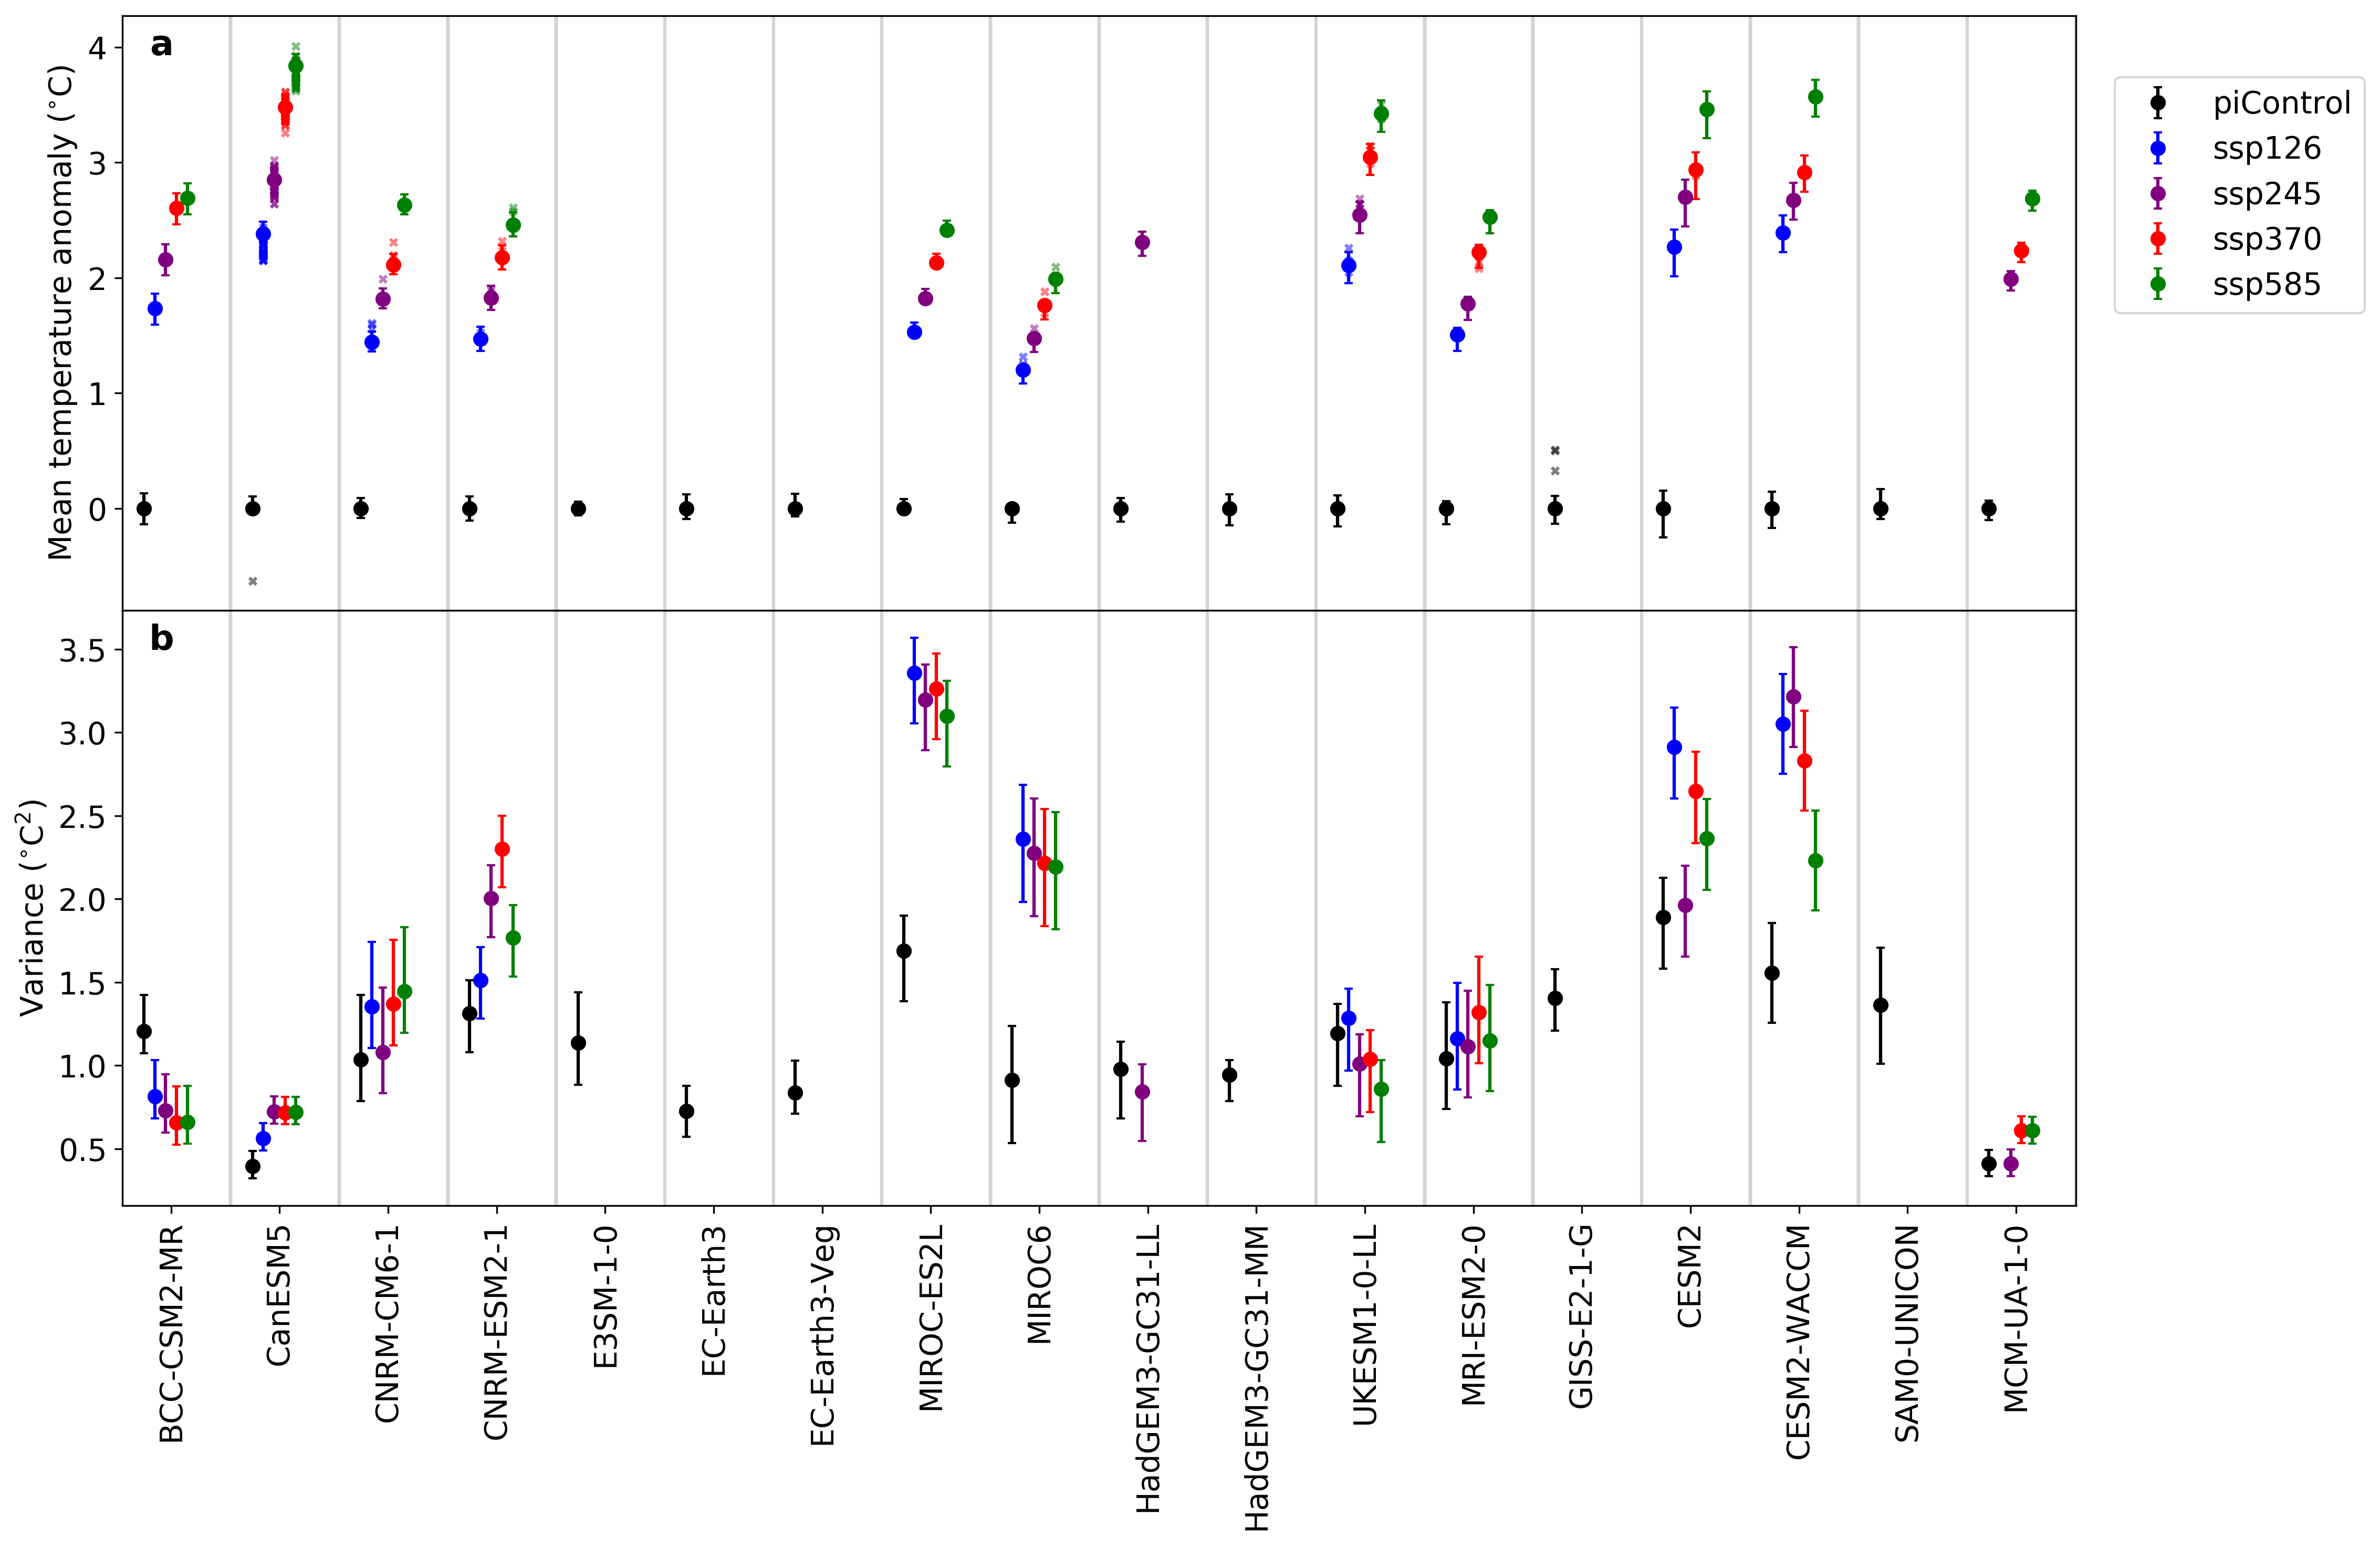 a
4
3
2
1
0
Mean temperature anomaly (°C)
piControl
ssp126
ssp245
ssp370
ssp585
b
3.5
3.0
2.5
2.0
1.5
1.0
0.5
Variance (°C²)
BCC-CSM2-MR
CanESM5
CNRM-CM6-1
CNRM-ESM2-1
E3SM-1-0
EC-Earth3
EC-Earth3-Veg
MIROC-ES2L
MIROC6
HadGEM3-GC31-LL
HadGEM3-GC31-MM
UKESM1-0-LL
MRI-ESM2-0
GISS-E2-1-G
CESM2
CESM2-WACCM
SAM0-UNICON
MCM-UA-1-0